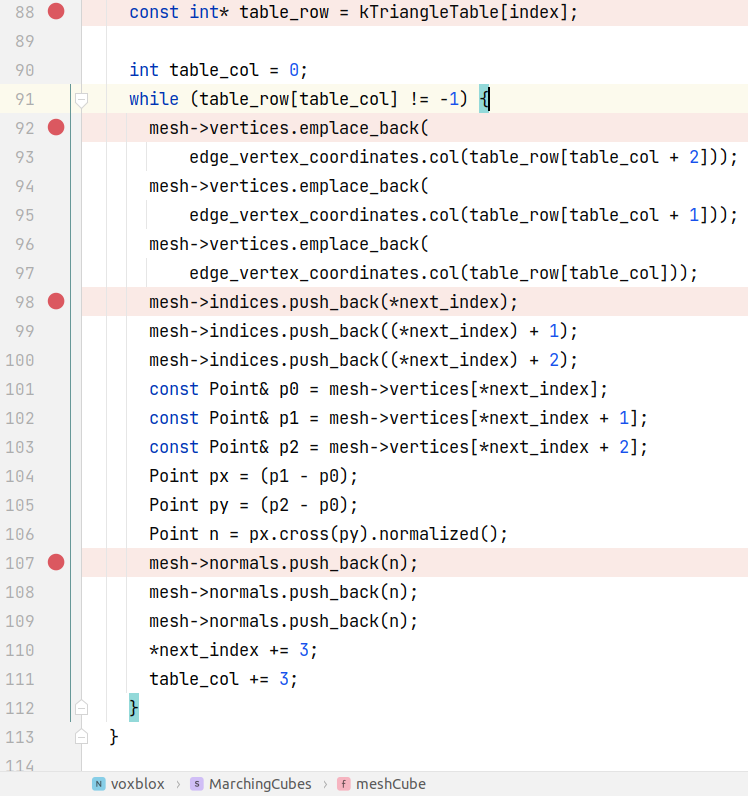 88 const int* table_row = kTriangleTable[index];
89
90 int table_col = 0;
91 while (table_row[table_col] != -1) {
92 mesh->vertices.emplace_back(
93 edge_vertex_coordinates.col(table_row[table_col + 2]));
94 mesh->vertices.emplace_back(
95 edge_vertex_coordinates.col(table_row[table_col + 1]));
96 mesh->vertices.emplace_back(
97 edge_vertex_coordinates.col(table_row[table_col]));
98 mesh->indices.push_back(*next_index);
99 mesh->indices.push_back((*next_index) + 1);
100 mesh->indices.push_back((*next_index) + 2);
101 const Point& p0 = mesh->vertices[*next_index];
102 const Point& p1 = mesh->vertices[*next_index + 1];
103 const Point& p2 = mesh->vertices[*next_index + 2];
104 Point px = (p1 - p0);
105 Point py = (p2 - p0);
106 Point n = px.cross(py).normalized();
107 mesh->normals.push_back(n);
108 mesh->normals.push_back(n);
109 mesh->normals.push_back(n);
110 *next_index += 3;
111 table_col += 3;
112 }
113 }
114
N voxblox › S MarchingCubes › f meshCube